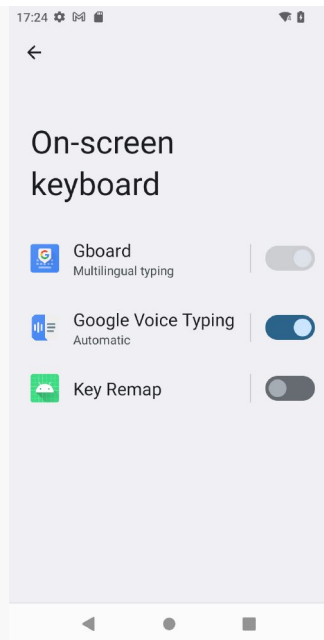 17:24
On-screen
keyboard
Gboard
Multilingual typing
Google Voice Typing
Automatic
Key Remap